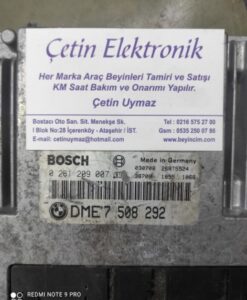 Çetin Elektronik
Her Marka Araç Beyinleri Tamiri ve Satışı
KM Saat Bakım ve Onarımı Yapılır.
Çetin Uymaz
Bostacı Oto San. Sit. Menekşe Sk.
I Blok No:28 İçerenköy - Ataşehir / İST.
E-mail: cetinuymaz@hotmail.com
Tel : 0216 575 27 00
Gsm : 0535 250 07 86
www.beyincim.com
BOSCH
Made in Germany
0 261 209 007
DME7 508 292
REDMI NOTE 9 PRO